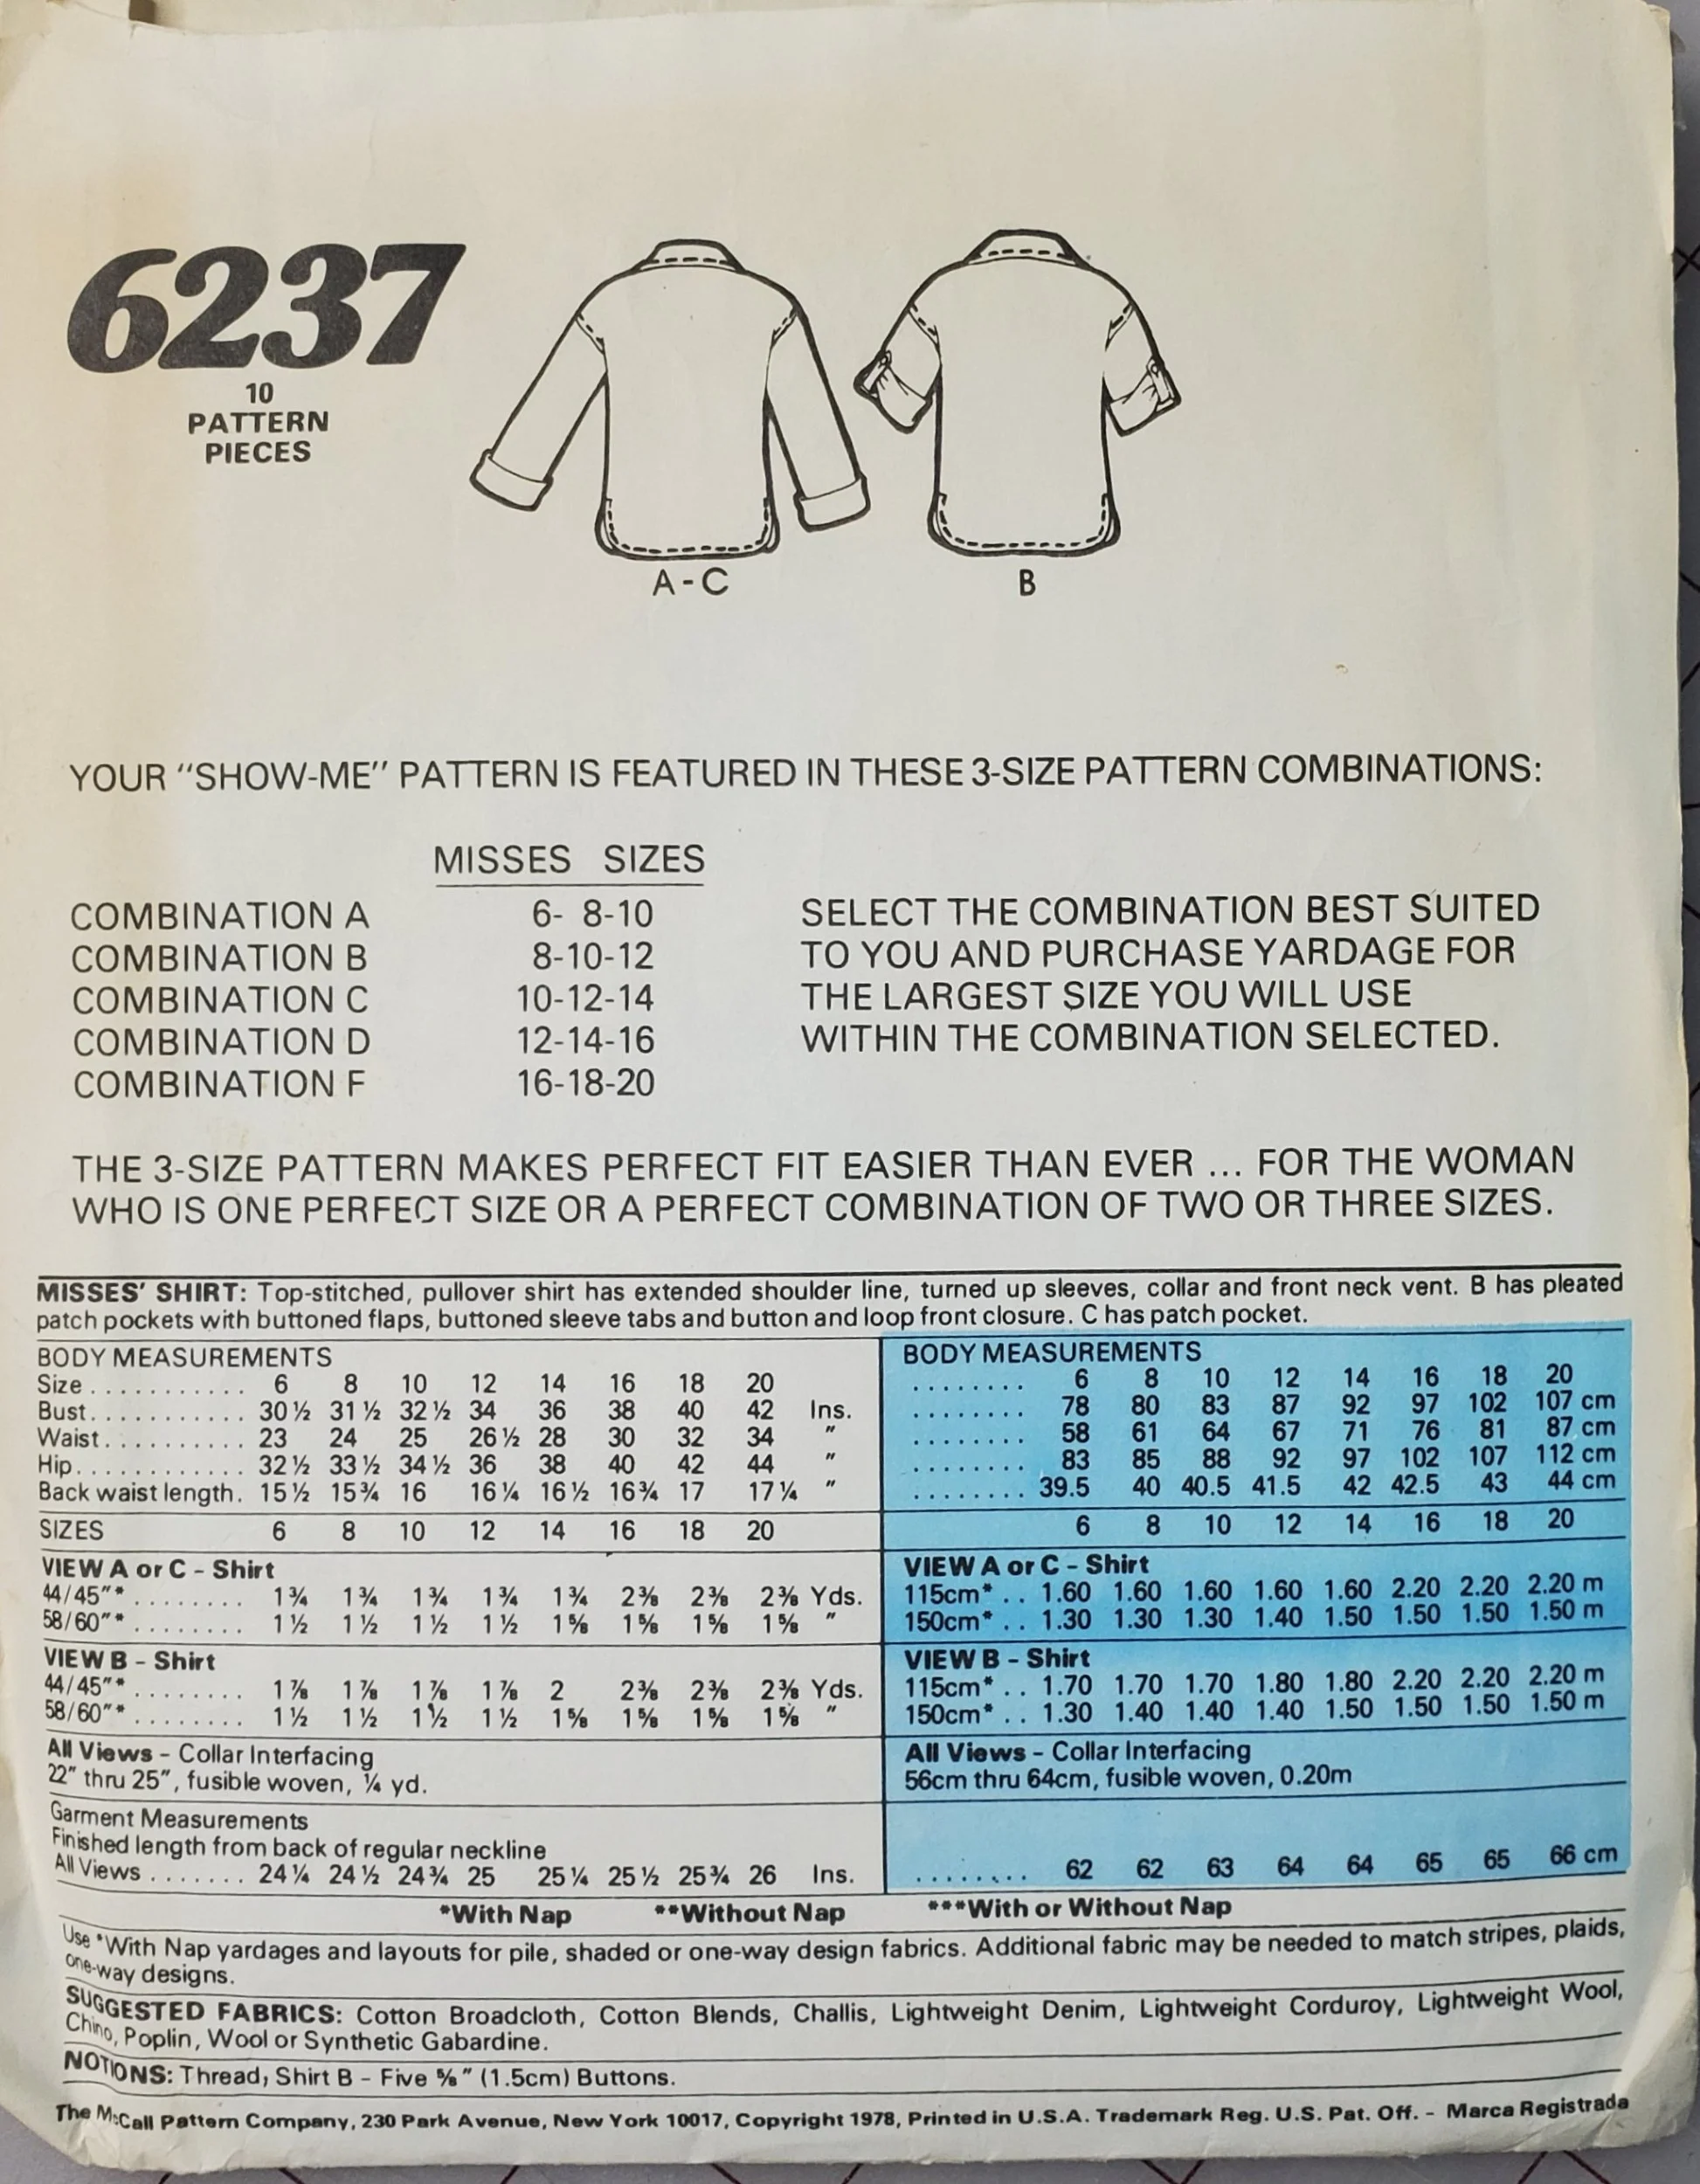 6237
10
PATTERN
PIECES
A - C
B
YOUR "SHOW-ME" PATTERN IS FEATURED IN THESE 3-SIZE PATTERN COMBINATIONS:
MISSES SIZES
COMBINATION A 6- 8-10
COMBINATION B 8-10-12
COMBINATION C 10-12-14
COMBINATION D 12-14-16
COMBINATION F 16-18-20
SELECT THE COMBINATION BEST SUITED
TO YOU AND PURCHASE YARDAGE FOR
THE LARGEST SIZE YOU WILL USE
WITHIN THE COMBINATION SELECTED.
THE 3-SIZE PATTERN MAKES PERFECT FIT EASIER THAN EVER ... FOR THE WOMAN
WHO IS ONE PERFECT SIZE OR A PERFECT COMBINATION OF TWO OR THREE SIZES.
MISSES' SHIRT: Top-stitched, pullover shirt has extended shoulder line, turned up sleeves, collar and front neck vent. B has pleated
patch pockets with buttoned flaps, buttoned sleeve tabs and button and loop front closure. C has patch pocket.
BODY MEASUREMENTS
Size . . . . . . . . . . . 6 8 10 12 14 16 18 20
Bust. . . . . . . . . . . . 30½ 31½ 32½ 34 36 38 40 42 Ins.
Waist. . . . . . . . . . . 23 24 25 26½ 28 30 32 34 "
Hip. . . . . . . . . . . . . 32½ 33½ 34½ 36 38 40 42 44 "
Back waist length. 15½ 15¾ 16 16¼ 16½ 16¾ 17 17¼ "
SIZES 6 8 10 12 14 16 18 20
VIEW A or C - Shirt
44/45"* . . . . . . . . 1¾ 1¾ 1¾ 1¾ 1¾ 2⅜ 2⅜ 2⅜ Yds.
58/60"* . . . . . . . . 1½ 1½ 1½ 1½ 1⅝ 1⅝ 1⅝ 1⅝ "
VIEW B - Shirt
44/45"* . . . . . . . . 1⅞ 1⅞ 1⅞ 1⅞ 2 2⅜ 2⅜ 2⅜ Yds.
58/60"* . . . . . . . . 1½ 1½ 1½ 1½ 1⅝ 1⅝ 1⅝ 1⅝ "
All Views - Collar Interfacing
22" thru 25", fusible woven, ¼ yd.
Garment Measurements
Finished length from back of regular neckline
All Views . . . . . . . 24¼ 24½ 24¾ 25 25¼ 25½ 25¾ 26 Ins.
BODY MEASUREMENTS
. . . . . . . . 6 8 10 12 14 16 18 20
. . . . . . . . 78 80 83 87 92 97 102 107 cm
. . . . . . . . 58 61 64 67 71 76 81 87 cm
. . . . . . . . 83 85 88 92 97 102 107 112 cm
. . . . . . . . 39.5 40 40.5 41.5 42 42.5 43 44 cm
6 8 10 12 14 16 18 20
VIEW A or C - Shirt
115cm* . . 1.60 1.60 1.60 1.60 1.60 2.20 2.20 2.20 m
150cm* . . 1.30 1.30 1.30 1.40 1.50 1.50 1.50 1.50 m
VIEW B - Shirt
115cm* . . 1.70 1.70 1.70 1.80 1.80 2.20 2.20 2.20 m
150cm* . . 1.30 1.40 1.40 1.40 1.50 1.50 1.50 1.50 m
All Views - Collar Interfacing
56cm thru 64cm, fusible woven, 0.20m
. . . . . . . . 62 62 63 64 64 65 65 66 cm
*With Nap **Without Nap ***With or Without Nap
Use *With Nap yardages and layouts for pile, shaded or one-way design fabrics. Additional fabric may be needed to match stripes, plaids,
one-way designs.
SUGGESTED FABRICS: Cotton Broadcloth, Cotton Blends, Challis, Lightweight Denim, Lightweight Corduroy, Lightweight Wool,
Chino, Poplin, Wool or Synthetic Gabardine.
NOTIONS: Thread; Shirt B - Five ⅝" (1.5cm) Buttons.
The McCall Pattern Company, 230 Park Avenue, New York 10017, Copyright 1978, Printed in U.S.A. Trademark Reg. U.S. Pat. Off. - Marca Registrada